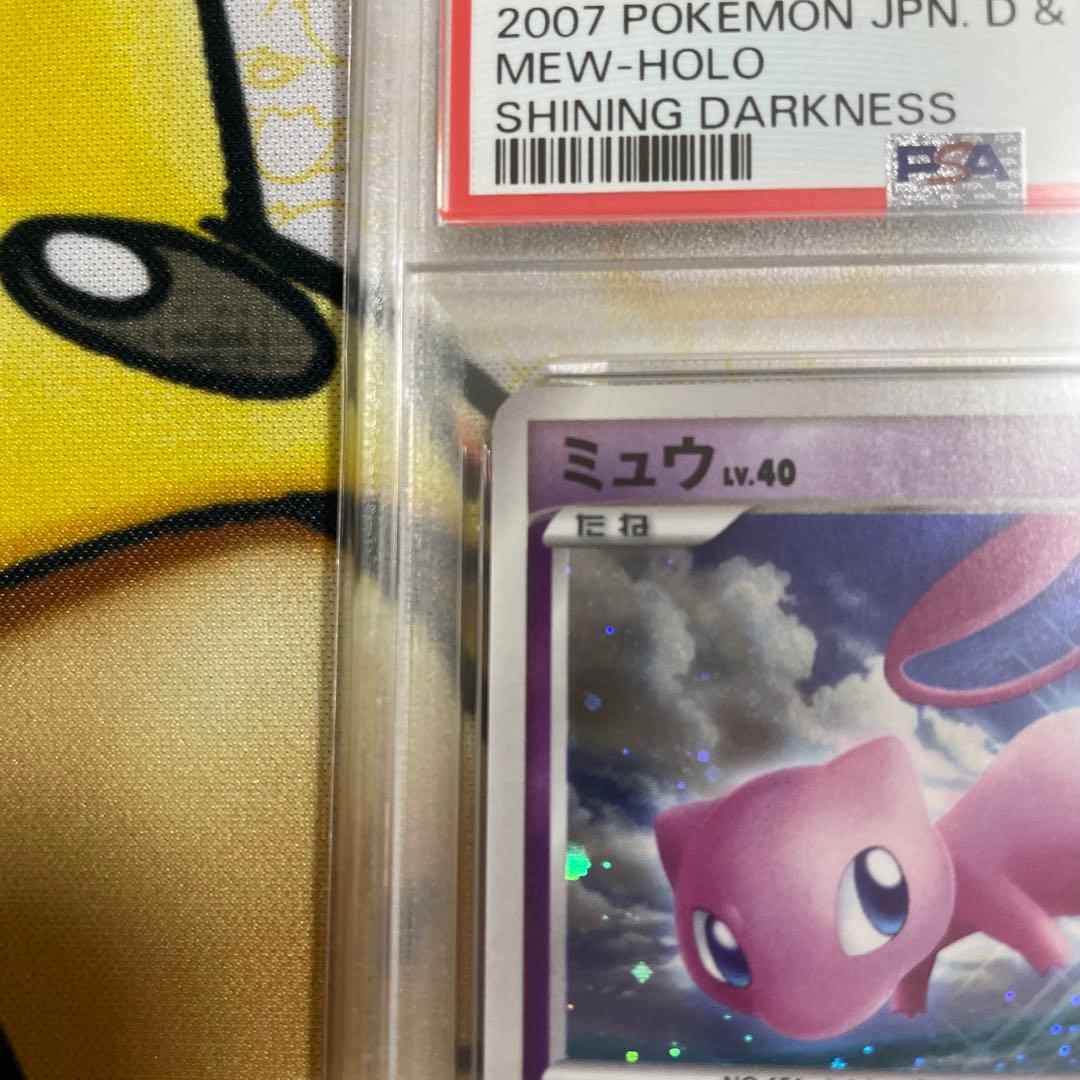 2007 POKEMON JPN. D &
MEW-HOLO
SHINING DARKNESS
PSA
ミュウ LV.40
たね